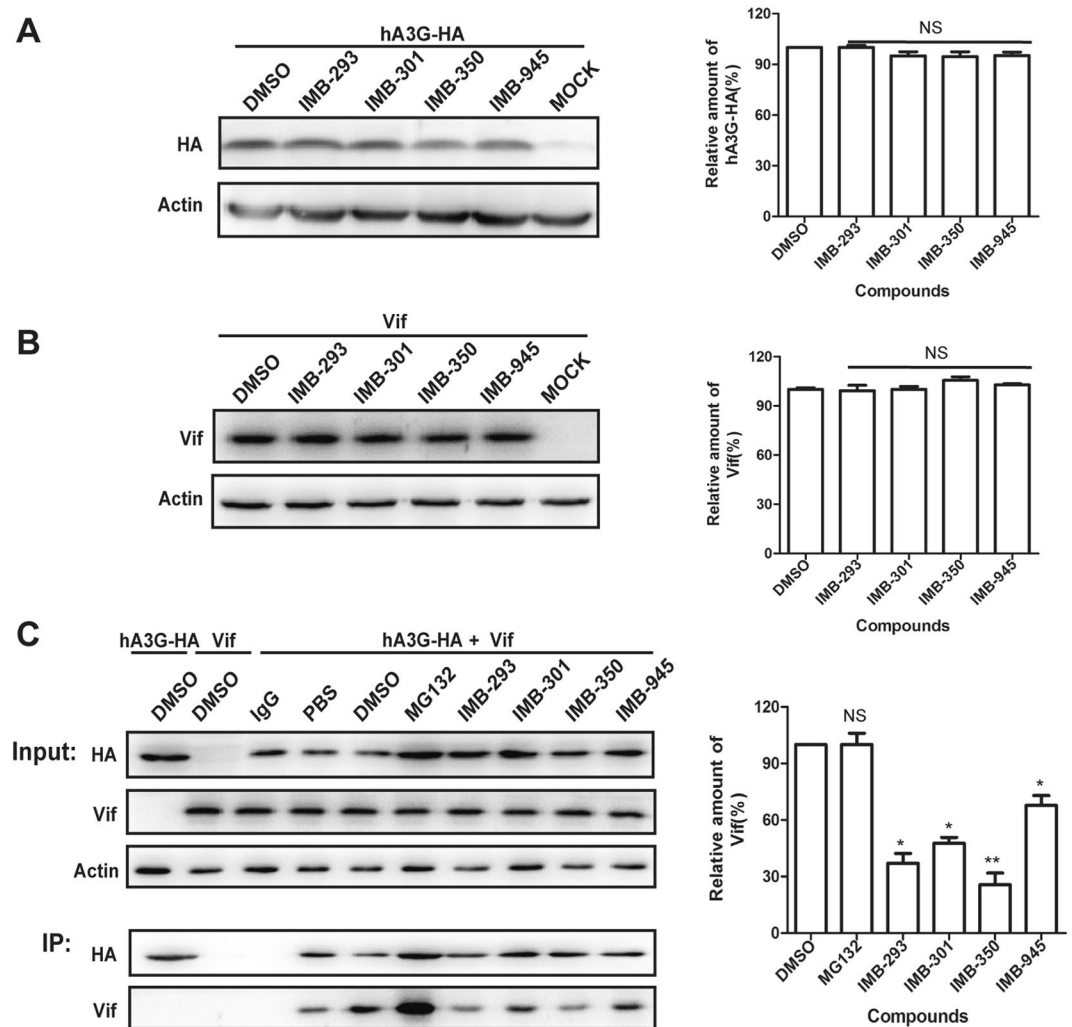 A
hA3G-HA
DMSO IMB-293 IMB-301 IMB-350 IMB-945 MOCK
HA
Actin
Relative amount of
hA3G-HA(%)
120
90
60
30
0
NS
DMSO IMB-293 IMB-301 IMB-350 IMB-945
Compounds
B
Vif
DMSO IMB-293 IMB-301 IMB-350 IMB-945 MOCK
Vif
Actin
Relative amount of
Vif(%)
120
90
60
30
0
NS
DMSO IMB-293 IMB-301 IMB-350 IMB-945
Compounds
C
hA3G-HA Vif hA3G-HA + Vif
DMSO DMSO IgG PBS DMSO MG132 IMB-293 IMB-301 IMB-350 IMB-945
Input: HA
Vif
Actin
IP: HA
Vif
Relative amount of
Vif(%)
120
90
60
30
0
NS
* * ** *
DMSO MG132 IMB-293 IMB-301 IMB-350 IMB-945
Compounds